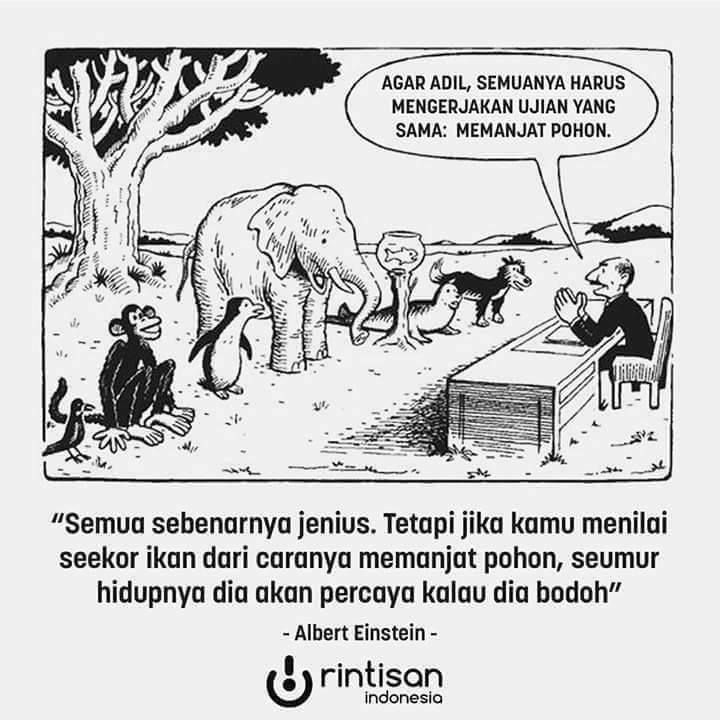 AGAR ADIL, SEMUANYA HARUS
MENGERJAKAN UJIAN YANG
SAMA: MEMANJAT POHON.
“Semua sebenarnya jenius. Tetapi jika kamu menilai
seekor ikan dari caranya memanjat pohon, seumur
hidupnya dia akan percaya kalau dia bodoh”
- Albert Einstein -
rintisan
indonesia